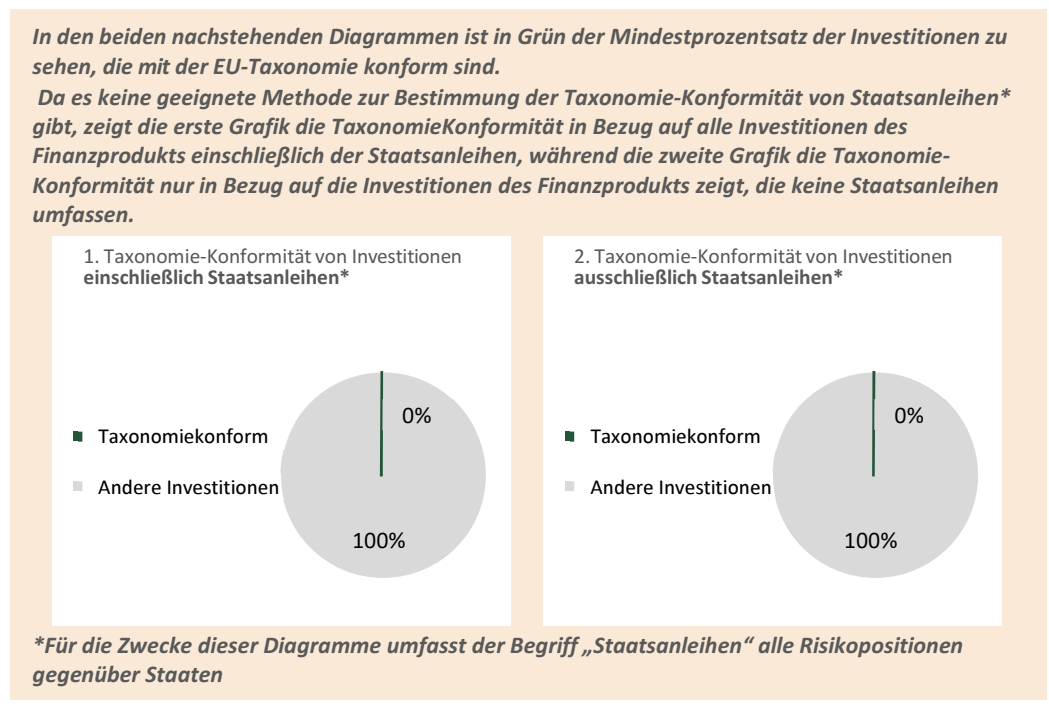 In den beiden nachstehenden Diagrammen ist in Grün der Mindestprozentsatz der Investitionen zu
sehen, die mit der EU-Taxonomie konform sind.
Da es keine geeignete Methode zur Bestimmung der Taxonomie-Konformität von Staatsanleihen*
gibt, zeigt die erste Grafik die TaxonomieKonformität in Bezug auf alle Investitionen des
Finanzprodukts einschließlich der Staatsanleihen, während die zweite Grafik die Taxonomie-
Konformität nur in Bezug auf die Investitionen des Finanzprodukts zeigt, die keine Staatsanleihen
umfassen.
1. Taxonomie-Konformität von Investitionen
einschließlich Staatsanleihen*
0%
Taxonomiekonform
Andere Investitionen
100%
2. Taxonomie-Konformität von Investitionen
ausschließlich Staatsanleihen*
0%
Taxonomiekonform
Andere Investitionen
100%
*Für die Zwecke dieser Diagramme umfasst der Begriff „Staatsanleihen“ alle Risikopositionen
gegenüber Staaten